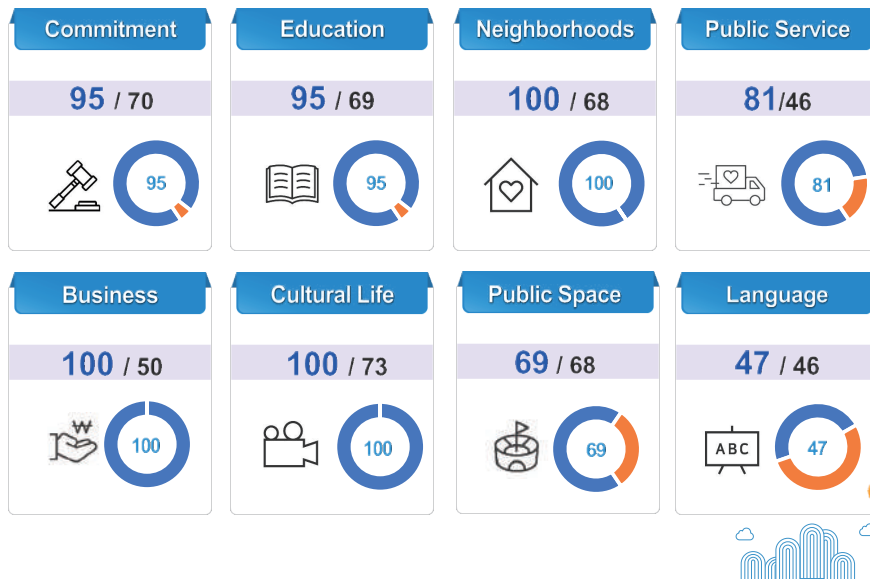 Commitment
95 / 70
95
Education
95 / 69
95
Neighborhoods
100 / 68
100
Public Service
81/46
81
Business
100 / 50
₩
100
Cultural Life
100 / 73
100
Public Space
69 / 68
69
Language
47 / 46
ABC
47